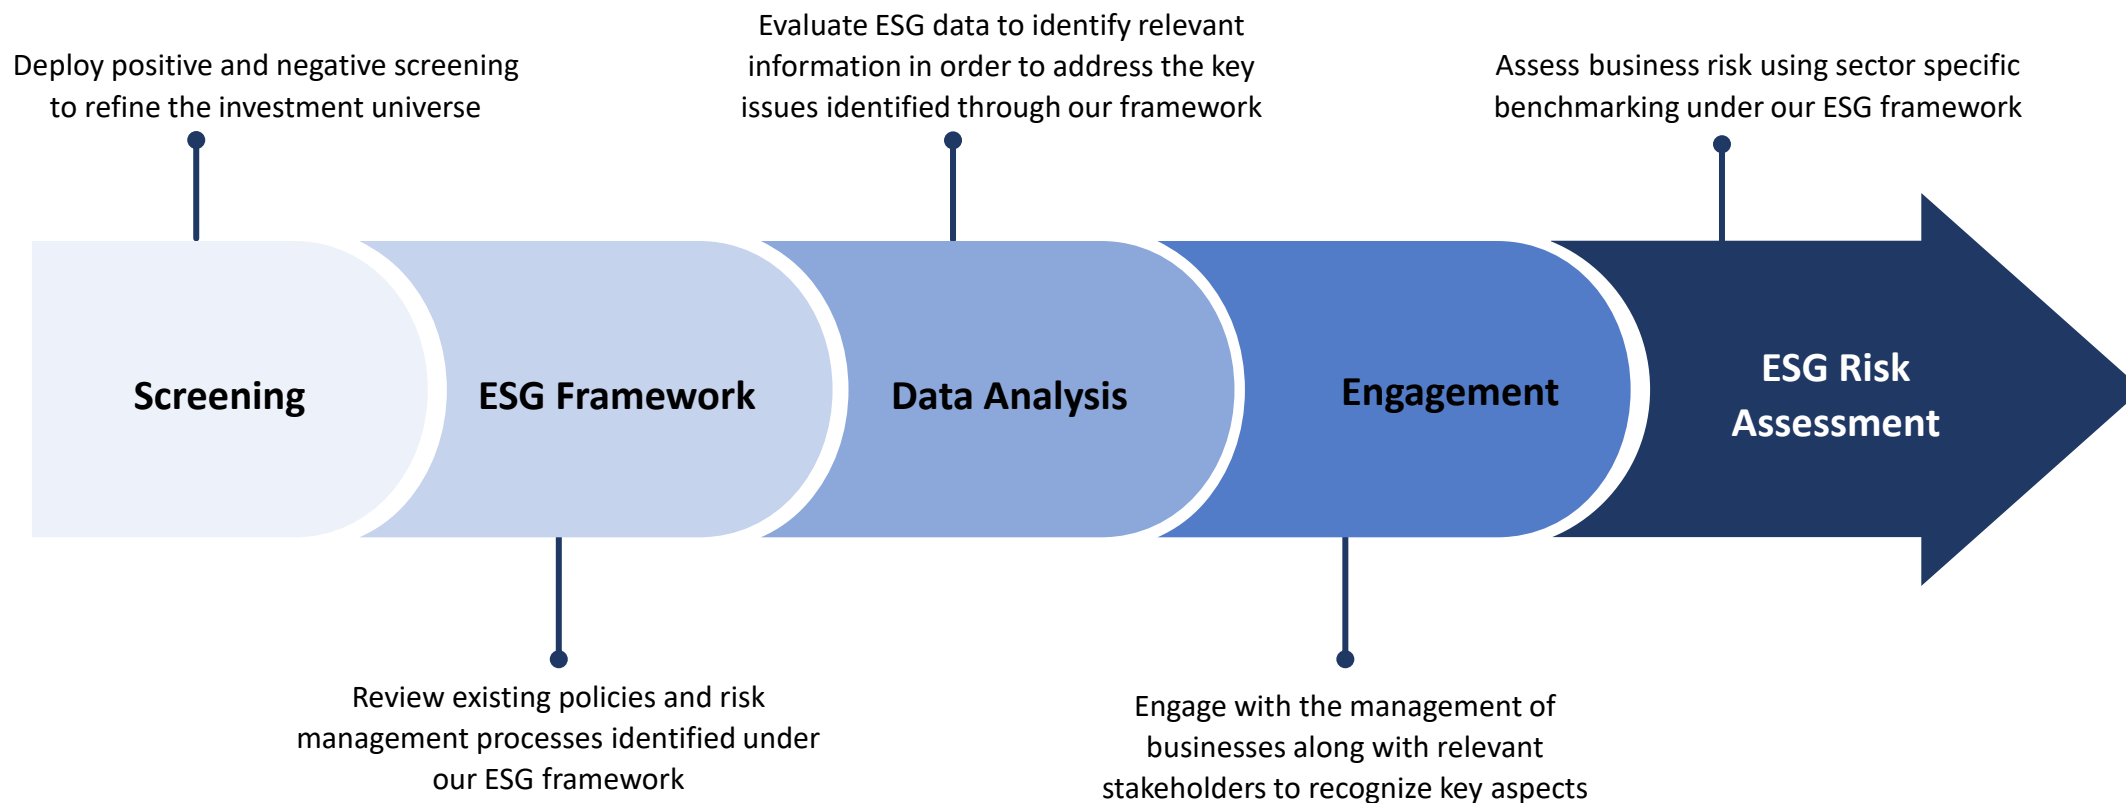 Deploy positive and negative screening
to refine the investment universe
Evaluate ESG data to identify relevant
information in order to address the key
issues identified through our framework
Assess business risk using sector specific
benchmarking under our ESG framework
Screening
ESG Framework
Data Analysis
Engagement
ESG Risk
Assessment
Review existing policies and risk
management processes identified under
our ESG framework
Engage with the management of
businesses along with relevant
stakeholders to recognize key aspects